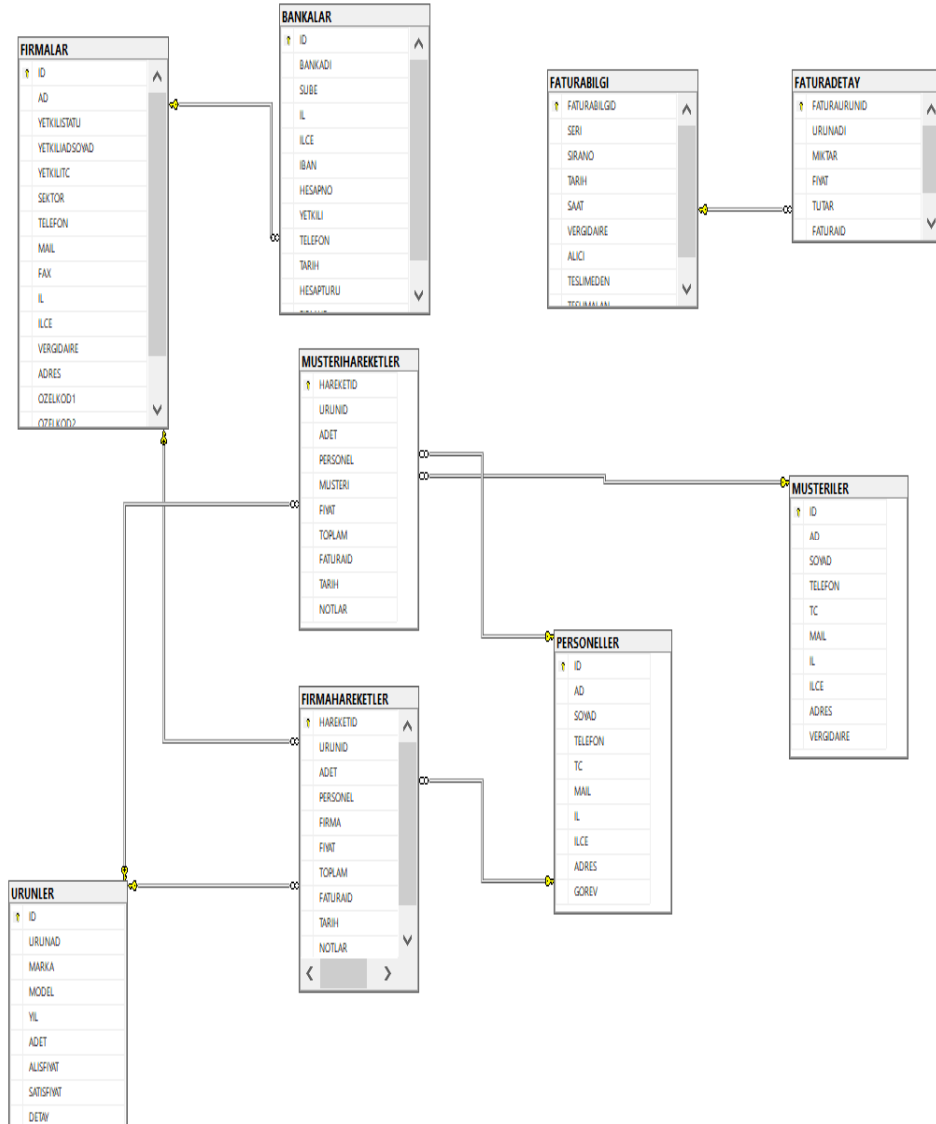 FIRMALAR
ID
AD
YETKILISTATU
YETKILIADSOYAD
YETKILITC
SEKTOR
TELEFON
MAIL
FAX
IL
ILCE
VERGIDAIRE
ADRES
OZELKOD1
OZELKOD2
BANKALAR
ID
BANKADI
SUBE
IL
ILCE
IBAN
HESAPNO
YETKILI
TELEFON
TARIH
HESAPTURU
FATURABILGI
FATURABILGID
SERI
SIRANO
TARIH
SAAT
VERGIDAIRE
ALICI
TESLIMEDEN
TESLIMALAN
FATURADETAY
FATURAURUNID
URUNADI
MIKTAR
FIYAT
TUTAR
FATURAID
MUSTERIHAREKETLER
HAREKETID
URUNID
ADET
PERSONEL
MUSTERI
FIYAT
TOPLAM
FATURAID
TARIH
NOTLAR
MUSTERILER
ID
AD
SOYAD
TELEFON
TC
MAIL
IL
ILCE
ADRES
VERGIDAIRE
PERSONELLER
ID
AD
SOYAD
TELEFON
TC
MAIL
IL
ILCE
ADRES
GOREV
FIRMAHAREKETLER
HAREKETID
URUNID
ADET
PERSONEL
FIRMA
FIYAT
TOPLAM
FATURAID
TARIH
NOTLAR
URUNLER
ID
URUNAD
MARKA
MODEL
YIL
ADET
ALISFIYAT
SATISFIYAT
DETAY